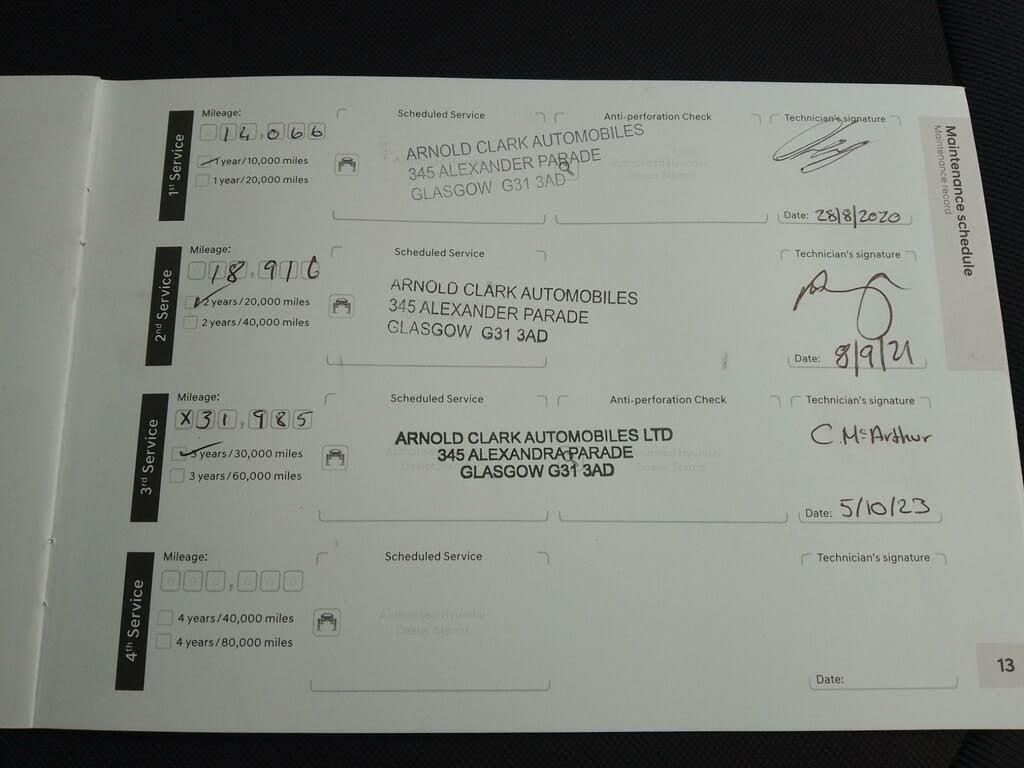 Maintenance schedule
Maintenance record
1st Service
Mileage:
14,066
1 year/10,000 miles
1 year/20,000 miles
Scheduled Service
Anti-perforation Check
ARNOLD CLARK AUTOMOBILES
345 ALEXANDER PARADE
GLASGOW G31 3AD
Technician's signature
Date: 28/8/2020
2nd Service
Mileage:
18,916
2 years/20,000 miles
2 years/40,000 miles
Scheduled Service
ARNOLD CLARK AUTOMOBILES
345 ALEXANDER PARADE
GLASGOW G31 3AD
Technician's signature
Date: 8/9/21
3rd Service
Mileage:
X31,985
3 years/30,000 miles
3 years/60,000 miles
Scheduled Service
Anti-perforation Check
ARNOLD CLARK AUTOMOBILES LTD
345 ALEXANDRA PARADE
GLASGOW G31 3AD
Technician's signature
C. McArthur
Date: 5/10/23
4th Service
Mileage:
000,000
4 years/40,000 miles
4 years/80,000 miles
Scheduled Service
Authorised Hyundai
Dealer Stamp
Technician's signature
Date:
13